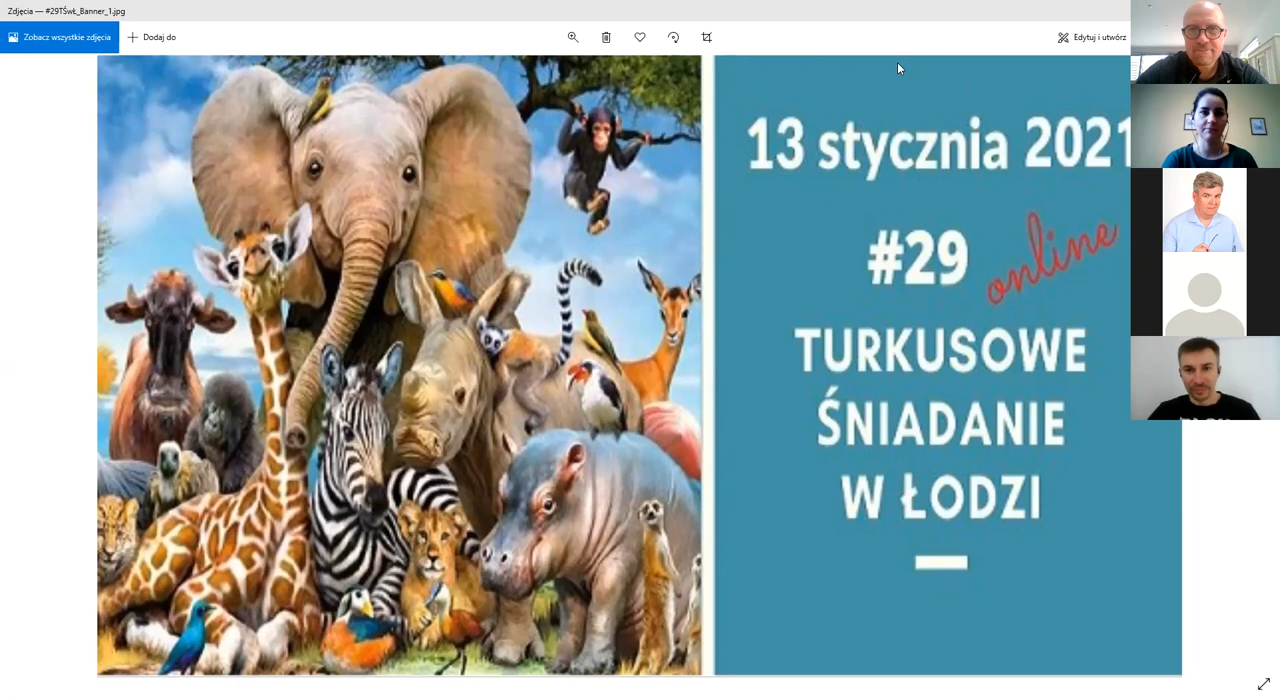 Zdjęcia — #29TŚwŁ_Banner_1.jpg
Zobacz wszystkie zdjęcia
Dodaj do
Edytuj i utwórz
13 stycznia 2021
#29
online
TURKUSOWE
ŚNIADANIE
W ŁODZI